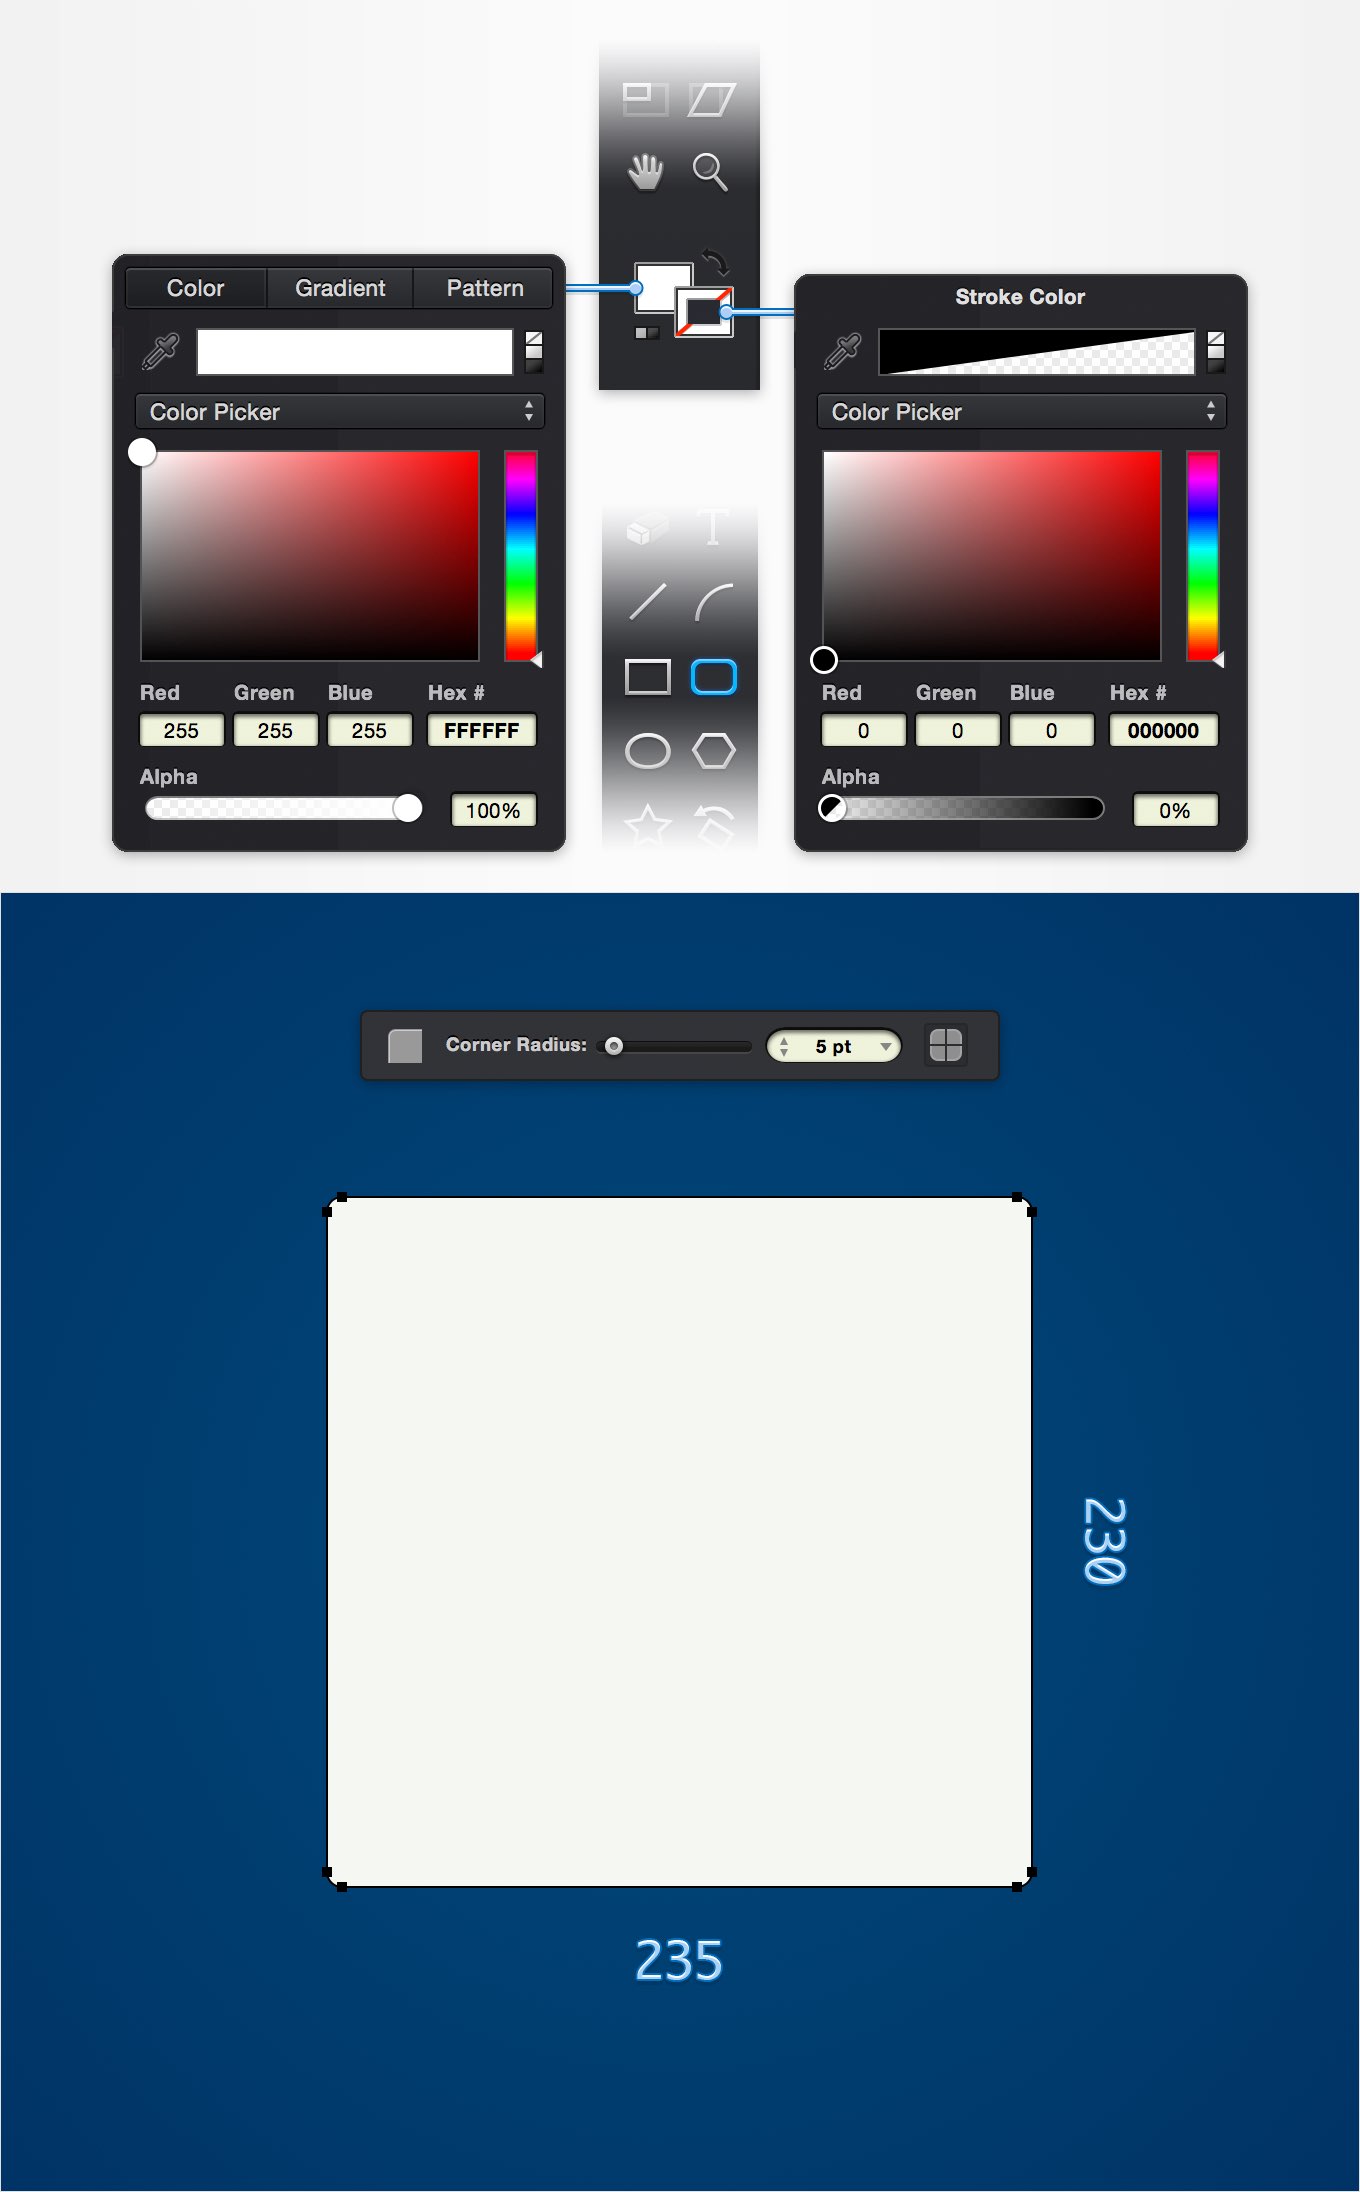 Color Gradient Pattern
Color Picker
Red Green Blue Hex #
255 255 255 FFFFFF
Alpha
100%
T
Stroke Color
Color Picker
Red Green Blue Hex #
0 0 0 000000
Alpha
0%
Corner Radius: 5 pt
230
235